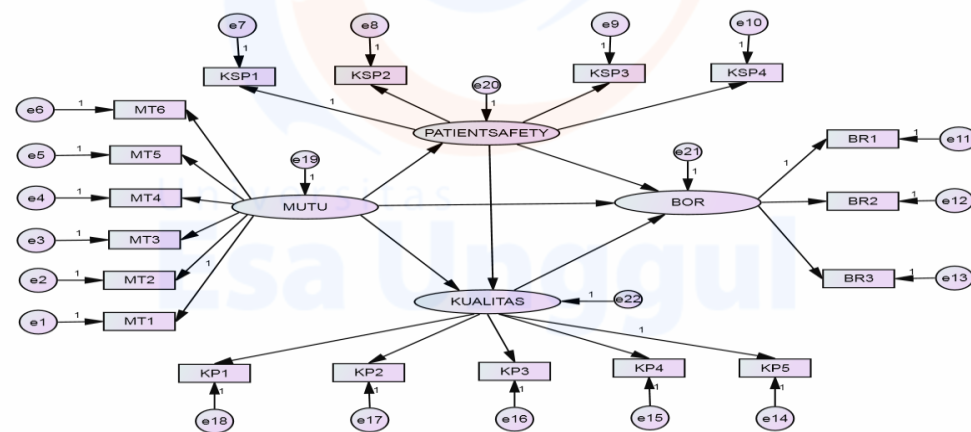 e7 e8 e9 e10
1 1 1 1
KSP1 KSP2 KSP3 KSP4
e20
1 1
e6 1 MT6
PATIENTSAFETY
BR1 1 e11
e5 1 MT5
e19
e21
1
1 1
e4 1 MT4
Universitas
MUTU
BOR
BR2 1 e12
e3 1 MT3
Esa Unggul
e2 1 MT2 1
BR3 1 e13
KUALITAS 1 e22
e1 1 MT1
1
KP1 KP2 KP3 KP4 KP5
1 1 1 1 1
e18 e17 e16 e15 e14